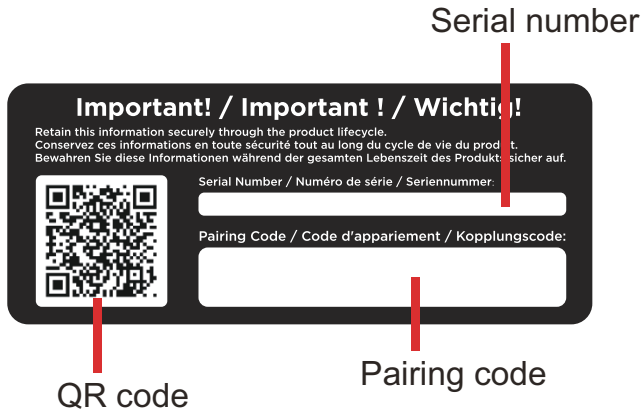 Serial number
Important! / Important ! / Wichtig!
Retain this information securely through the product lifecycle.
Conservez ces informations en toute sécurité tout au long du cycle de vie du produit.
Bewahren Sie diese Informationen während der gesamten Lebenszeit des Produkts sicher auf.
Serial Number / Numéro de série / Seriennummer:
Pairing Code / Code d'appariement / Kopplungscode:
Pairing code
QR code